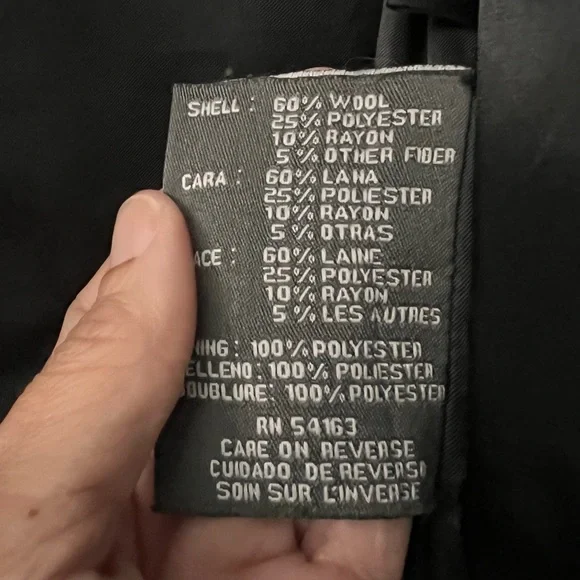 SHELL : 60% WOOL
25% POLYESTER
10% RAYON
5% OTHER FIBER
CARA : 60% LANA
25% POLIESTER
10% RAYON
5% OTRAS
ACE : 60% LAINE
25% POLYESTER
10% RAYON
5% LES AUTRES
NING : 100% POLYESTER
ELLENO : 100% POLIESTER
OUBLURE : 100% POLYESTER
RN 54163
CARE ON REVERSE
CUIDADO DE REVERSO
SOIN SUR L'INVERSE